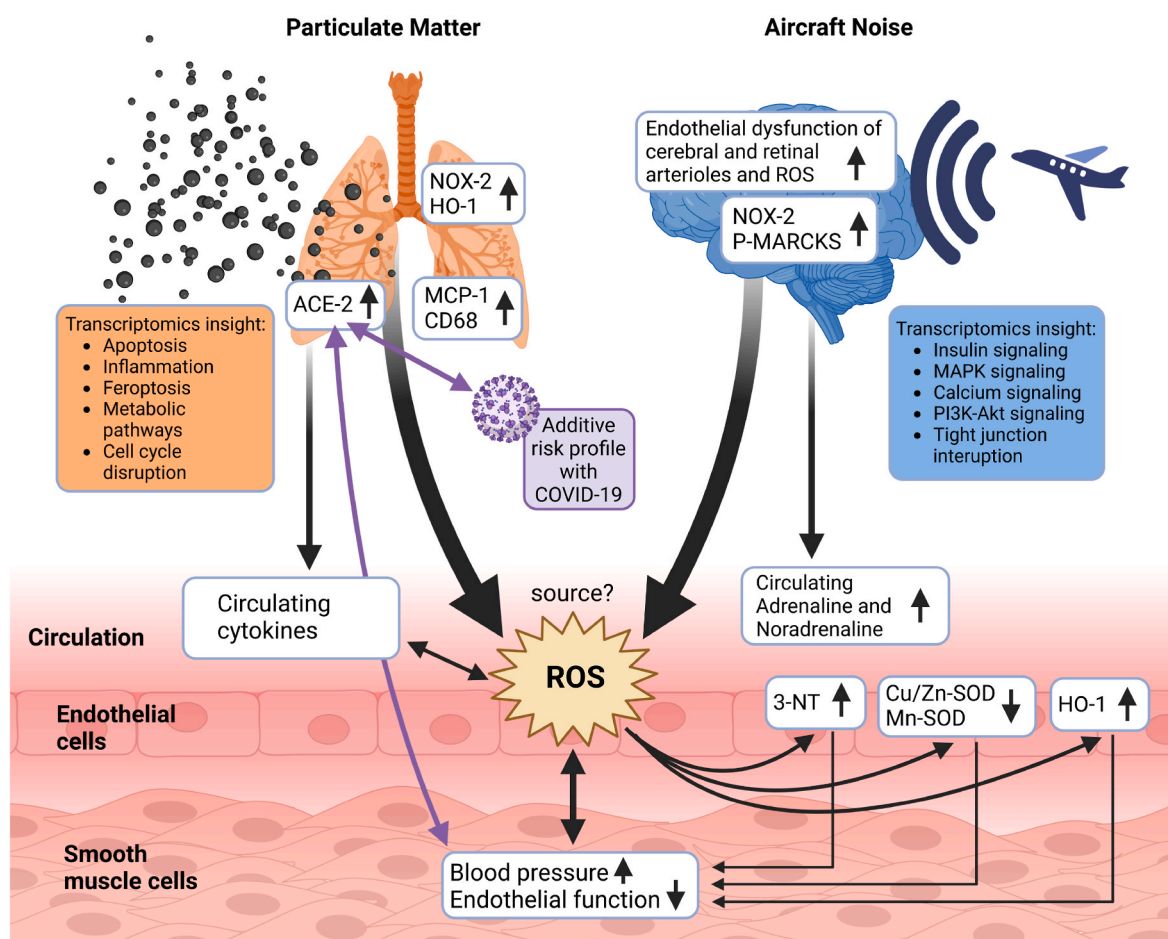 Particulate Matter
Aircraft Noise
NOX-2
HO-1
ACE-2
MCP-1
CD68
Endothelial dysfunction of
cerebral and retinal
arterioles and ROS
NOX-2
P-MARCKS
Transcriptomics insight:
• Apoptosis
• Inflammation
• Feroptosis
• Metabolic
pathways
• Cell cycle
disruption
Additive
risk profile
with
COVID-19
Transcriptomics insight:
• Insulin signaling
• MAPK signaling
• Calcium signaling
• PI3K-Akt signaling
• Tight junction
interuption
Circulating
cytokines
source?
ROS
Circulating
Adrenaline and
Noradrenaline
Circulation
Endothelial
cells
3-NT
Cu/Zn-SOD
Mn-SOD
HO-1
Smooth
muscle cells
Blood pressure
Endothelial function